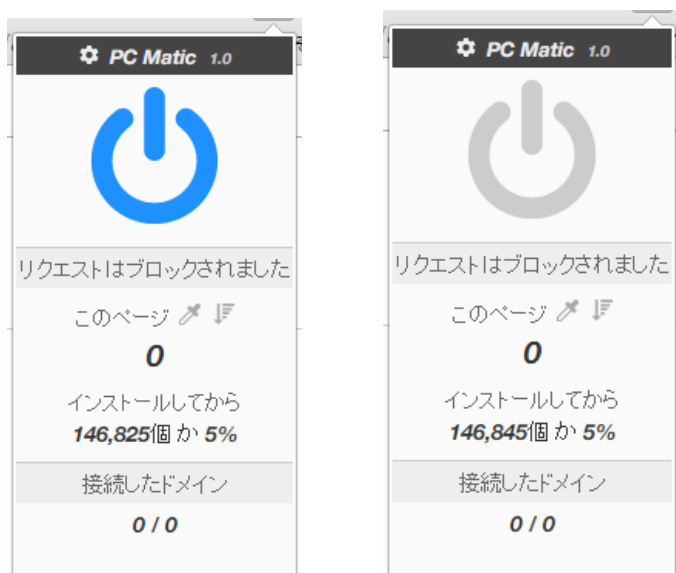 PC Matic 1.0
リクエストはブロックされました
このページ
0
インストールしてから
146,825個 か 5%
接続したドメイン
0 / 0
PC Matic 1.0
リクエストはブロックされました
このページ
0
インストールしてから
146,845個 か 5%
接続したドメイン
0 / 0